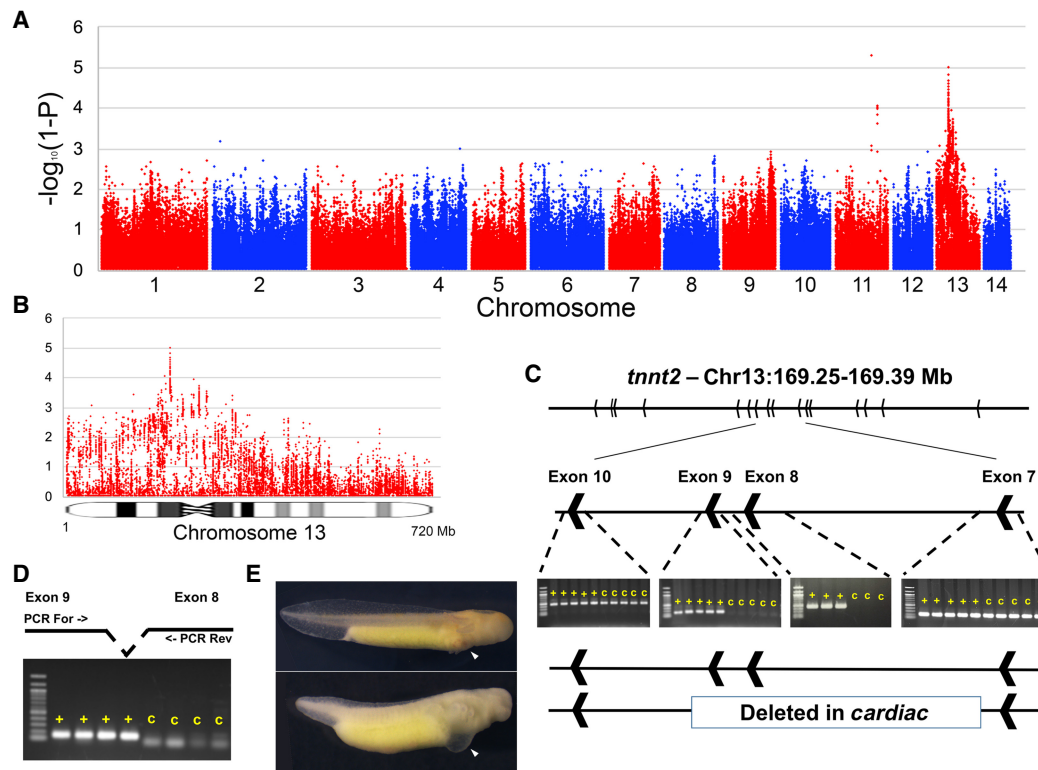 A
6
5
4
3
2
1
0
-log₁₀(1-P)
1 2 3 4 5 6 7 8 9 10 11 12 13 14
Chromosome
B
6
5
4
3
2
1
0
1
720 Mb
Chromosome 13
C
tnnt2 – Chr13:169.25-169.39 Mb
Exon 10 Exon 9 Exon 8 Exon 7
+ + + + + c c c c c
+ + + + + c c c c c
+ + + c c c
+ + + + + + c c c c
Deleted in cardiac
D
Exon 9 Exon 8
PCR For ->
<- PCR Rev
+ + + + c c c c
E